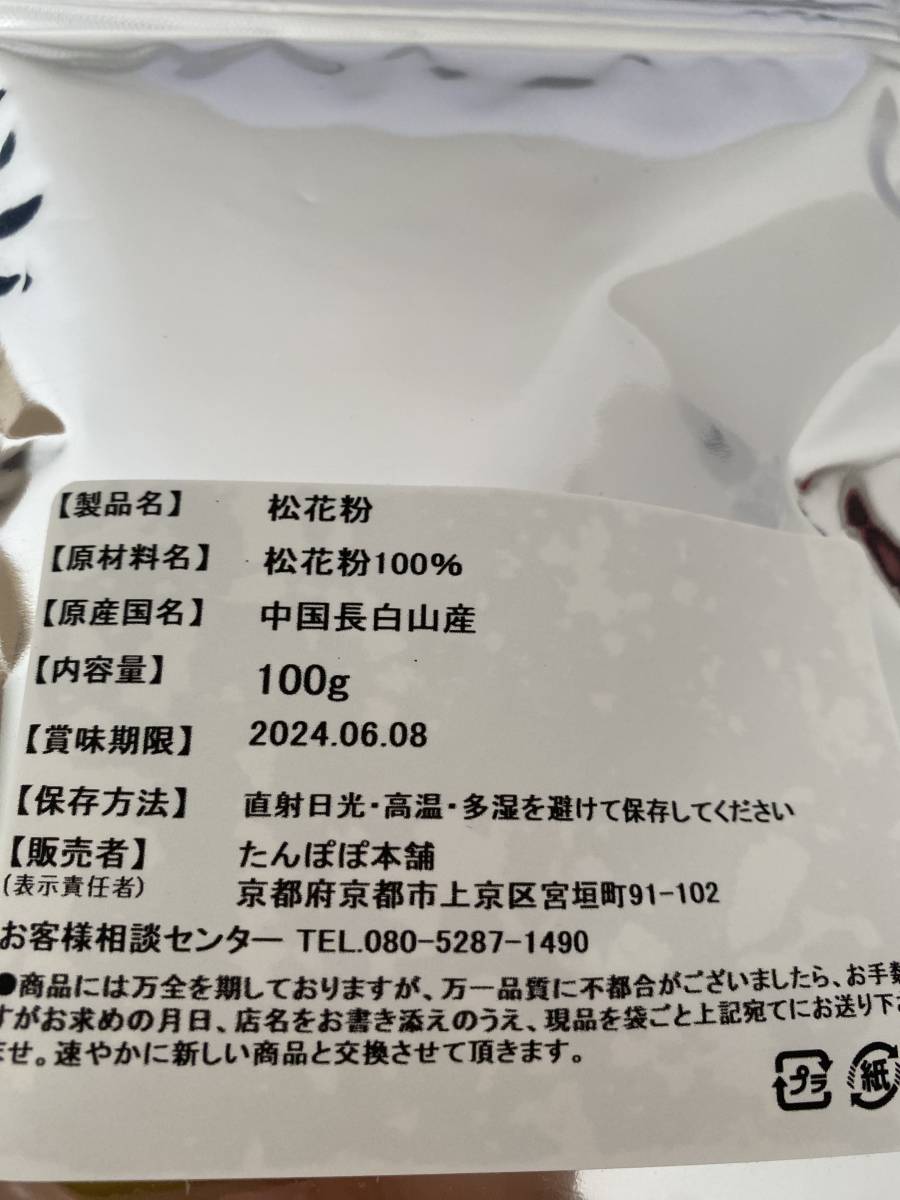 【製品名】 松花粉
【原材料名】 松花粉100%
【原産国名】 中国長白山産
【内容量】 100g
【賞味期限】 2024.06.08
【保存方法】 直射日光・高温・多湿を避けて保存してください
【販売者】 たんぽぽ本舗
(表示責任者) 京都府京都市上京区宮垣町91-102
お客様相談センター TEL.080-5287-1490
●商品には万全を期しておりますが、万一品質に不都合がございましたら、お手数
すがお求めの月日、店名をお書き添えのうえ、現品を袋ごと上記宛てにお送り下さ
ませ。速やかに新しい商品と交換させて頂きます。
プラ 紙